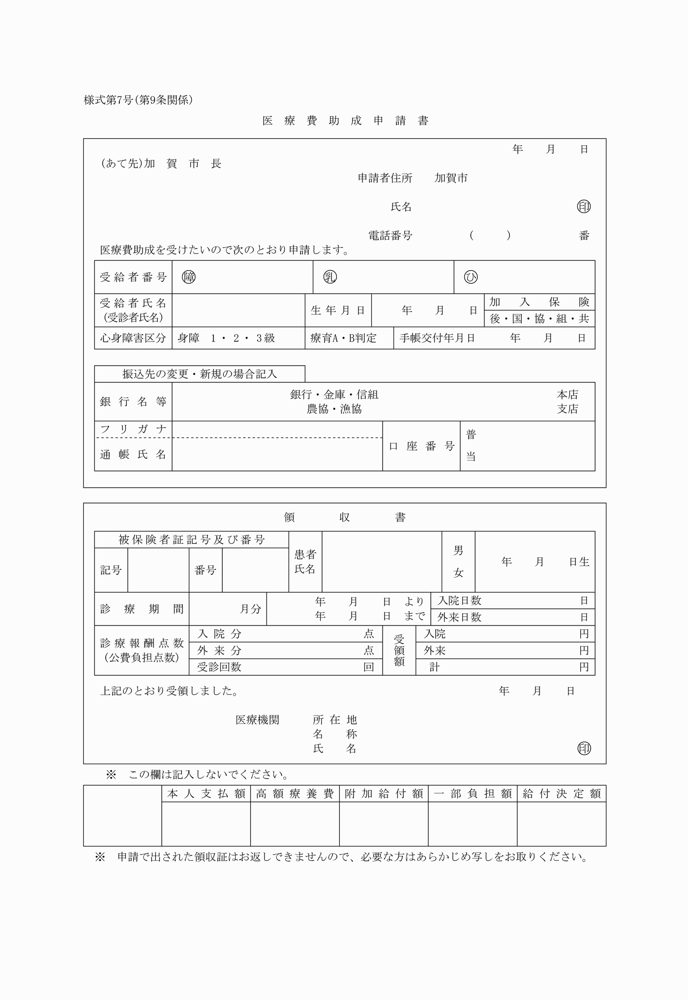 様式第7号(第9条関係)
医療費助成申請書
年　月　日
(あて先)加賀市長
申請者住所　加賀市
氏名　㊞
電話番号　(　)　番
医療費助成を受けたいので次のとおり申請します。
受給者番号　障　乳　ひ
受給者氏名
(受診者氏名)
生年月日　年　月　日
加入保険
後・国・協・組・共
心身障害区分　身障　1・2・3級　療育A・B判定　手帳交付年月日　年　月　日
振込先の変更・新規の場合記入
銀行名等
銀行・金庫・信組　本店
農協・漁協　支店
フリガナ
通帳氏名
口座番号
普
当
領収書
被保険者証記号及び番号
記号　番号
患者
氏名
男
女
年　月　日生
診療期間　月分
年　月　日　より
年　月　日　まで
入院日数　日
外来日数　日
診療報酬点数
(公費負担点数)
入院分　点
外来分　点
受診回数　回
受領額
入院　円
外来　円
計　円
上記のとおり受領しました。　年　月　日
医療機関　所在地
名称
氏名　㊞
※　この欄は記入しないでください。
本人支払額　高額療養費　附加給付額　一部負担額　給付決定額
※　申請で出された領収証はお返しできませんので、必要な方はあらかじめ写しをお取りください。